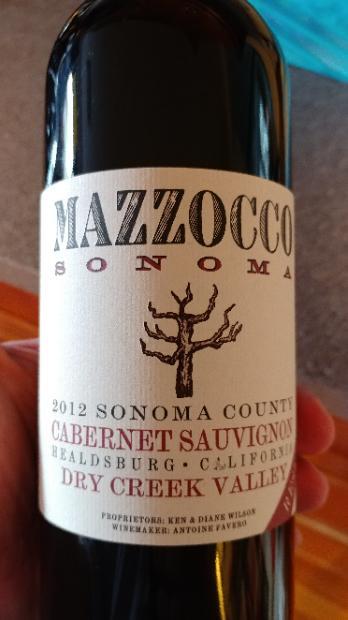 MAZZOCCO
SONOMA
2012 SONOMA COUNTY
CABERNET SAUVIGNON
HEALDSBURG • CALIFORNIA
DRY CREEK VALLEY
PROPRIETORS: KEN & DIANE WILSON
WINEMAKER: ANTOINE FAVERO